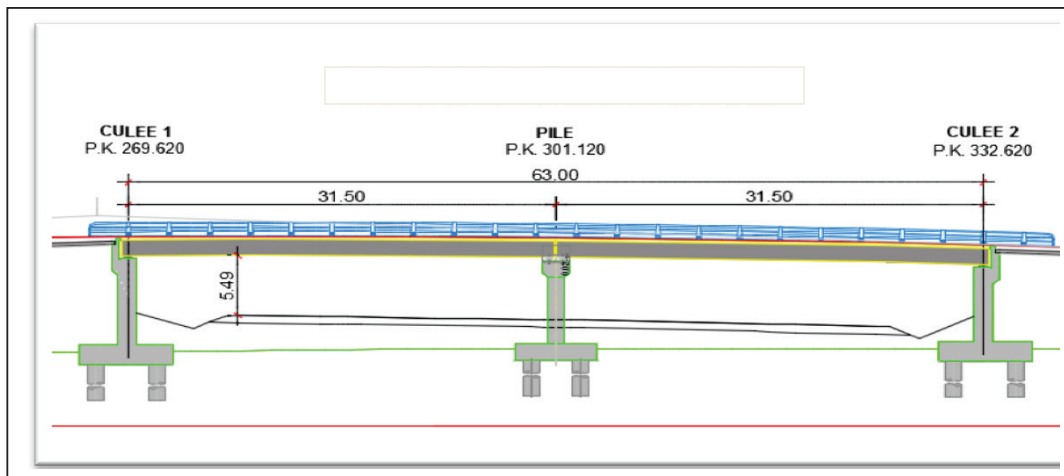 CULEE 1
P.K. 269.620
PILE
P.K. 301.120
CULEE 2
P.K. 332.620
63.00
31.50
31.50
5.49